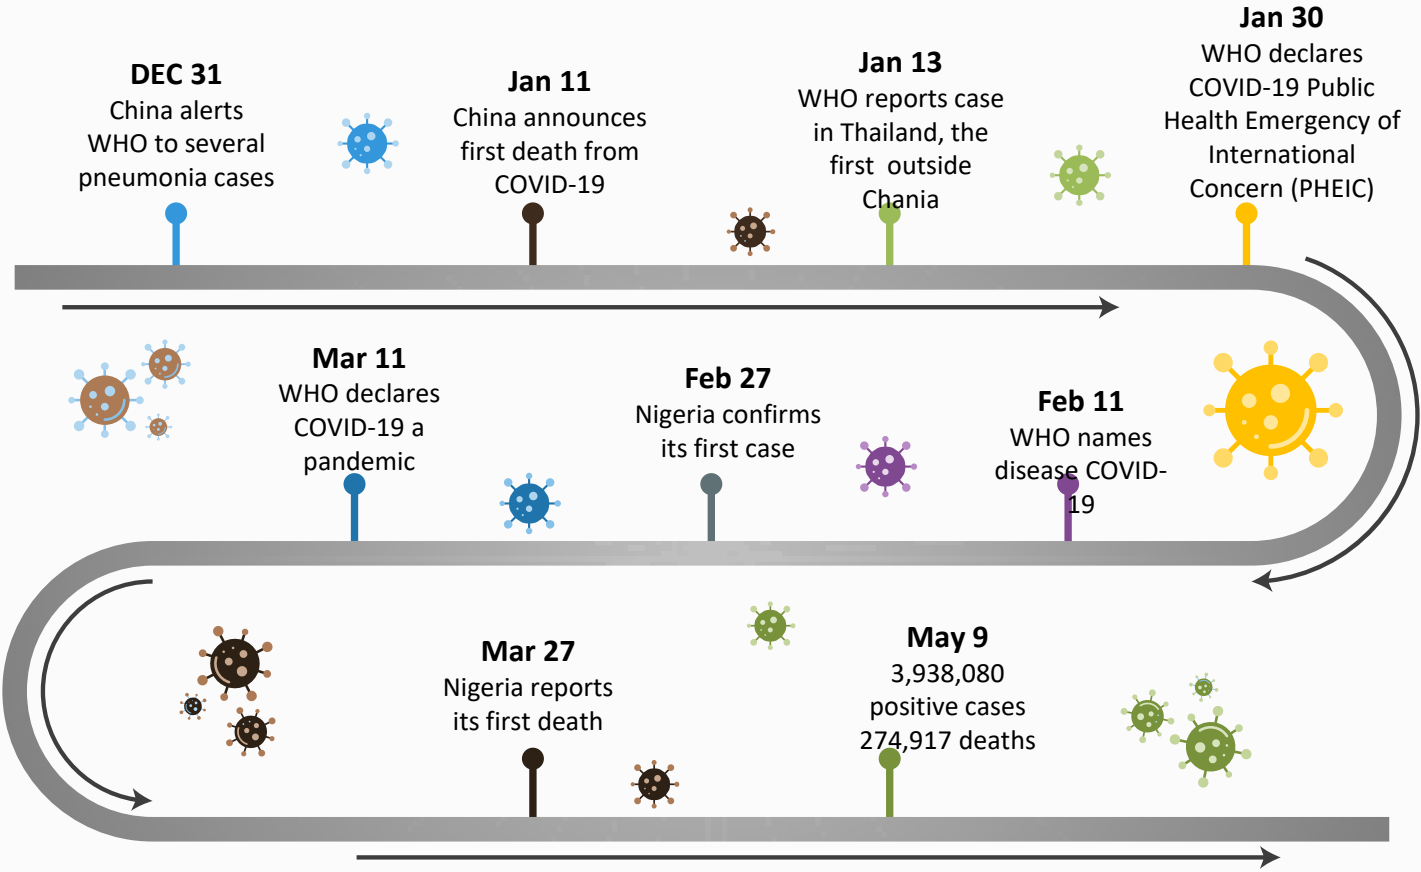 DEC 31
China alerts
WHO to several
pneumonia cases
Jan 11
China announces
first death from
COVID-19
Jan 13
WHO reports case
in Thailand, the
first outside
Chania
Jan 30
WHO declares
COVID-19 Public
Health Emergency of
International
Concern (PHEIC)
Feb 11
WHO names
disease COVID-
19
Feb 27
Nigeria confirms
its first case
Mar 11
WHO declares
COVID-19 a
pandemic
Mar 27
Nigeria reports
its first death
May 9
3,938,080
positive cases
274,917 deaths